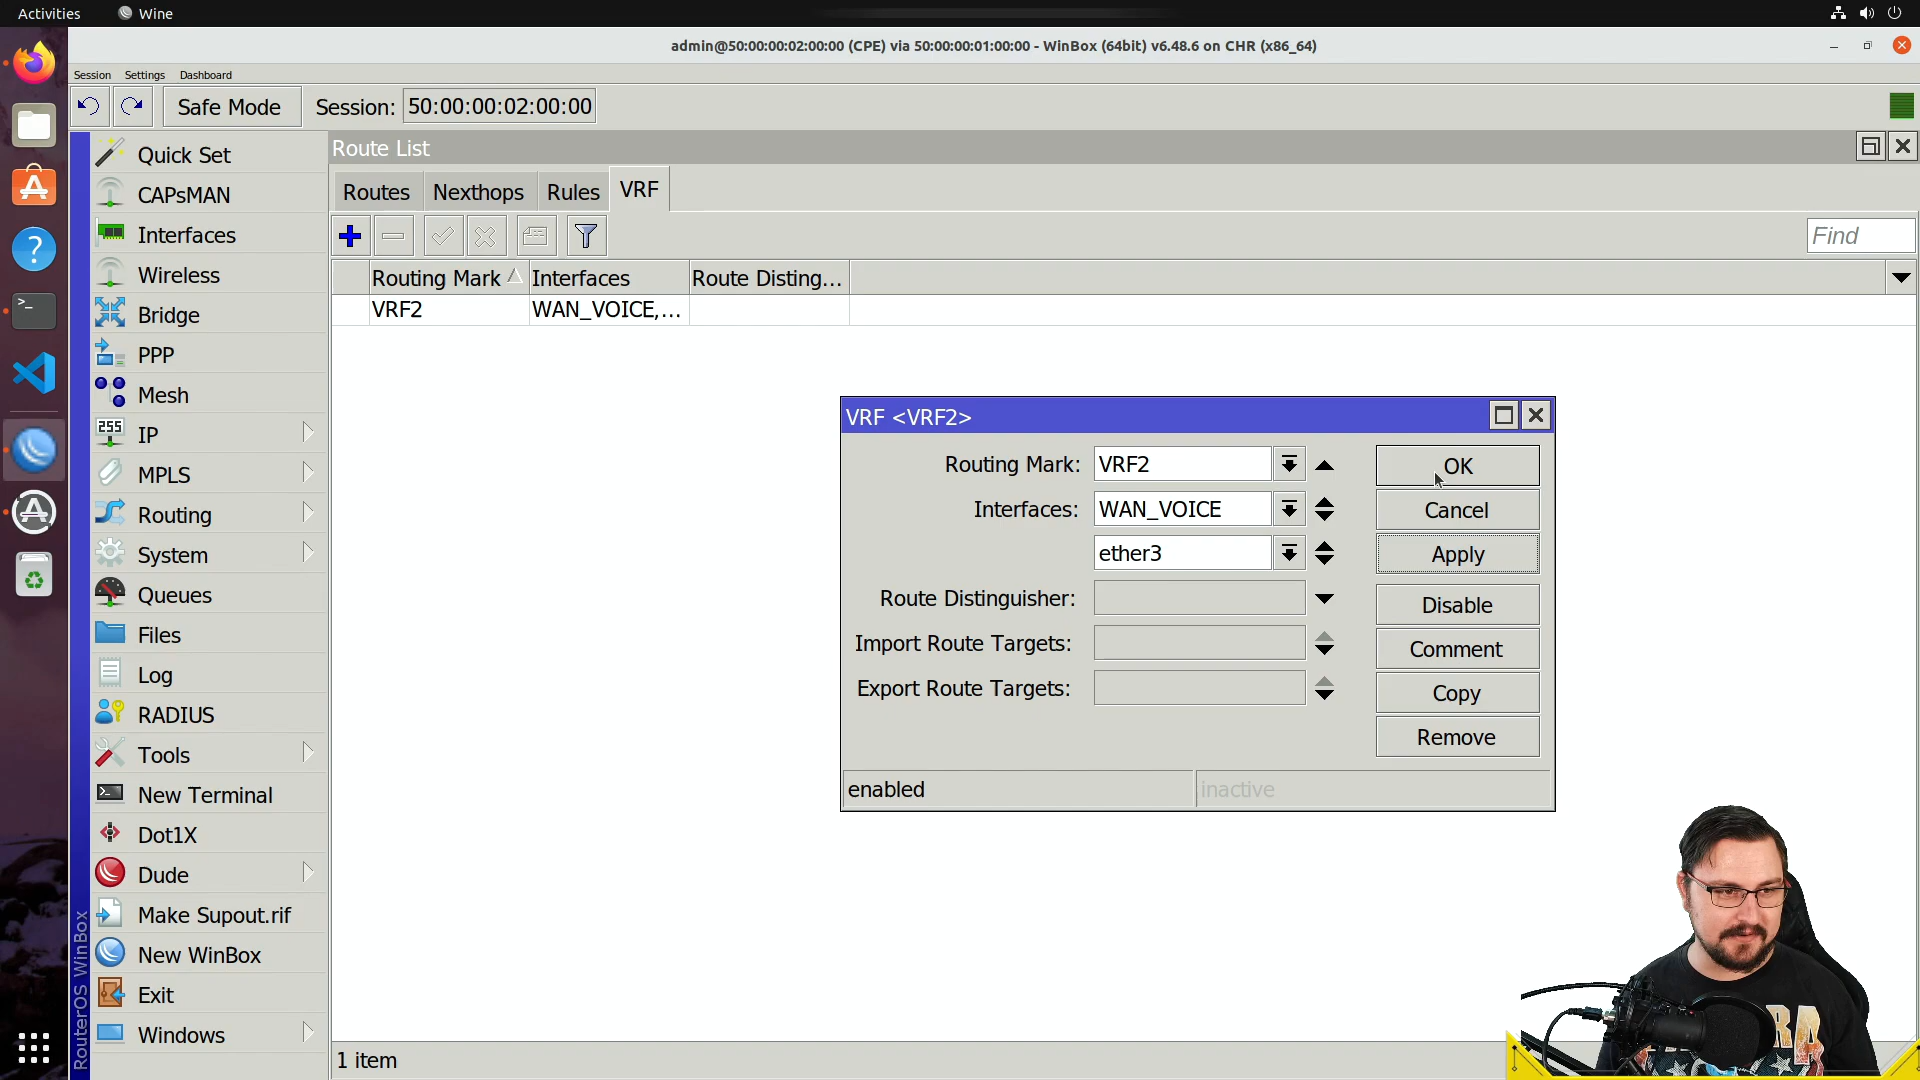 Activities
Wine
admin@50:00:00:02:00:00 (CPE) via 50:00:00:01:00:00 - WinBox (64bit) v6.48.6 on CHR (x86_64)
Session Settings Dashboard
Safe Mode Session: 50:00:00:02:00:00
Quick Set
CAPsMAN
Interfaces
Wireless
Bridge
PPP
Mesh
255
IP
MPLS
Routing
System
Queues
Files
Log
RADIUS
Tools
New Terminal
Dot1X
Dude
Make Supout.rif
New WinBox
Exit
Windows
RouterOS WinBox
Route List
Routes Nexthops Rules VRF
Find
Routing Mark Interfaces Route Disting...
VRF2 WAN_VOICE,...
VRF <VRF2>
Routing Mark: VRF2
Interfaces: WAN_VOICE
ether3
Route Distinguisher:
Import Route Targets:
Export Route Targets:
OK
Cancel
Apply
Disable
Comment
Copy
Remove
enabled
inactive
1 item